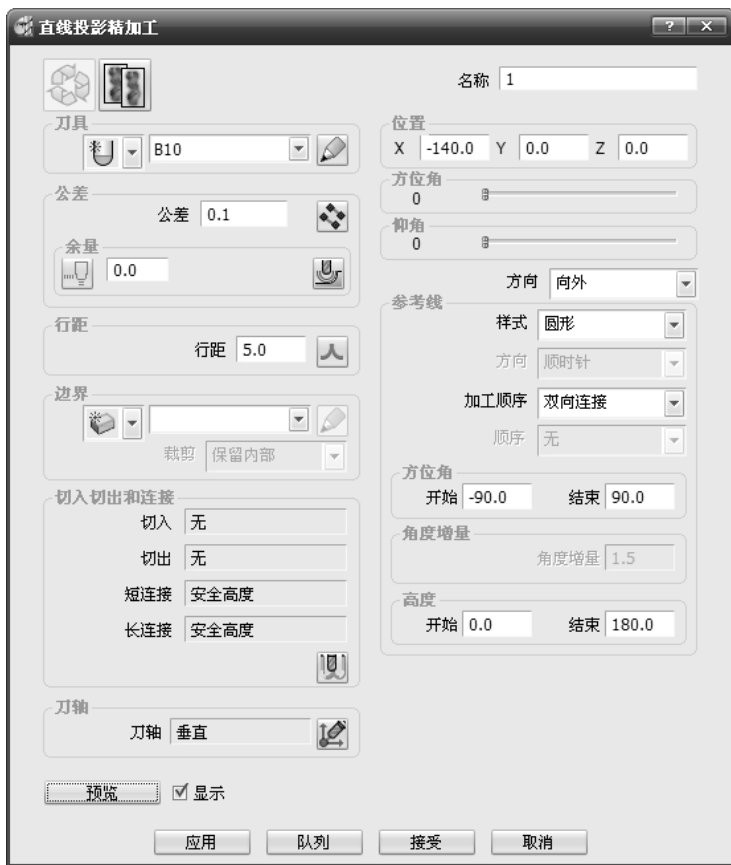 直线投影精加工
名称 1
刀具
B10
公差
公差 0.1
余量
0.0
行距
行距 5.0
边界
裁剪 保留内部
切入切出和连接
切入 无
切出 无
短连接 安全高度
长连接 安全高度
刀轴
刀轴 垂直
位置
X -140.0 Y 0.0 Z 0.0
方位角
0
仰角
0
方向 向外
参考线
样式 圆形
方向 顺时针
加工顺序 双向连接
顺序 无
方位角
开始 -90.0 结束 90.0
角度增量
角度增量 1.5
高度
开始 0.0 结束 180.0
预览 显示
应用 队列 接受 取消